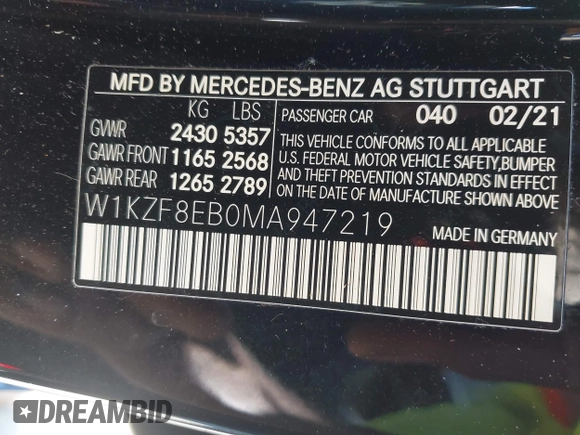 MFD BY MERCEDES-BENZ AG STUTTGART
KG LBS
GVWR 2430 5357
GAWR FRONT 1165 2568
GAWR REAR 1265 2789
PASSENGER CAR 040 02/21
THIS VEHICLE CONFORMS TO ALL APPLICABLE
U.S. FEDERAL MOTOR VEHICLE SAFETY, BUMPER
AND THEFT PREVENTION STANDARDS IN EFFECT
ON THE DATE OF MANUFACTURE SHOWN ABOVE.
W1KZF8EB0MA947219
MADE IN GERMANY
DREAMBID